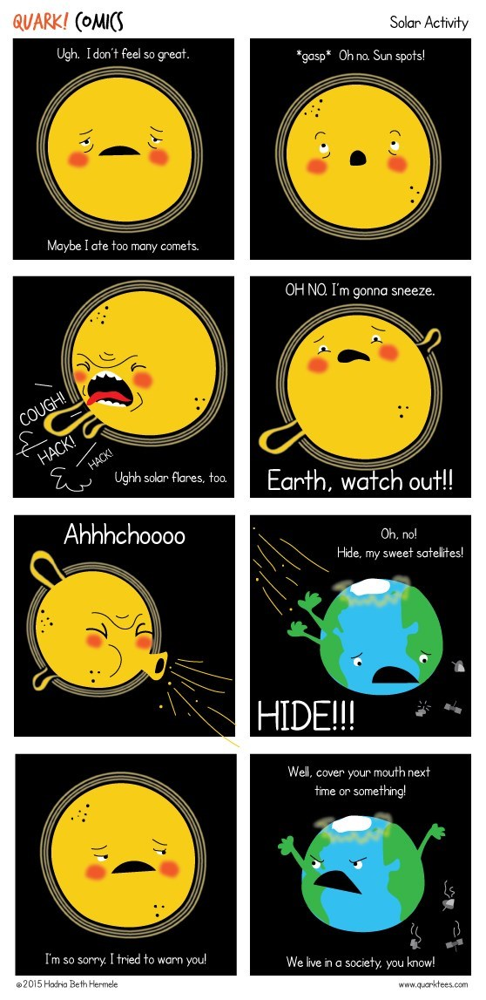 QUARK! COMICS
Solar Activity
Ugh. I don't feel so great.
Maybe I ate too many comets.
*gasp* Oh no. Sun spots!
COUGH!
HACK!
HACK!
Ughh solar flares, too.
OH NO. I'm gonna sneeze.
Earth, watch out!!
Ahhhchoooo
Oh, no!
Hide, my sweet satellites!
HIDE!!!
I'm so sorry. I tried to warn you!
Well, cover your mouth next
time or something!
We live in a society, you know!
© 2015 Hadria Beth Hermele
www.quarktees.com